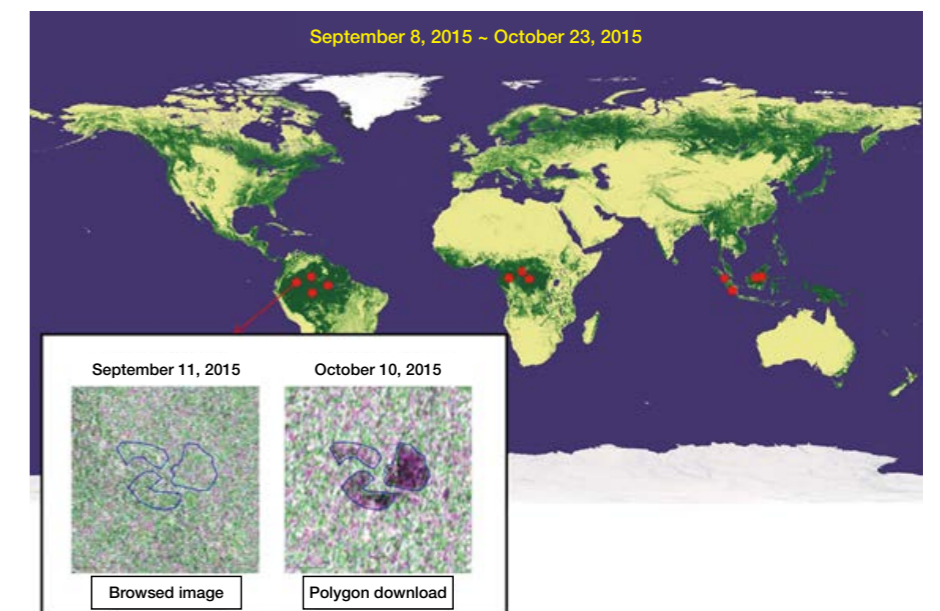 September 8, 2015 ~ October 23, 2015
September 11, 2015
October 10, 2015
Browsed image
Polygon download